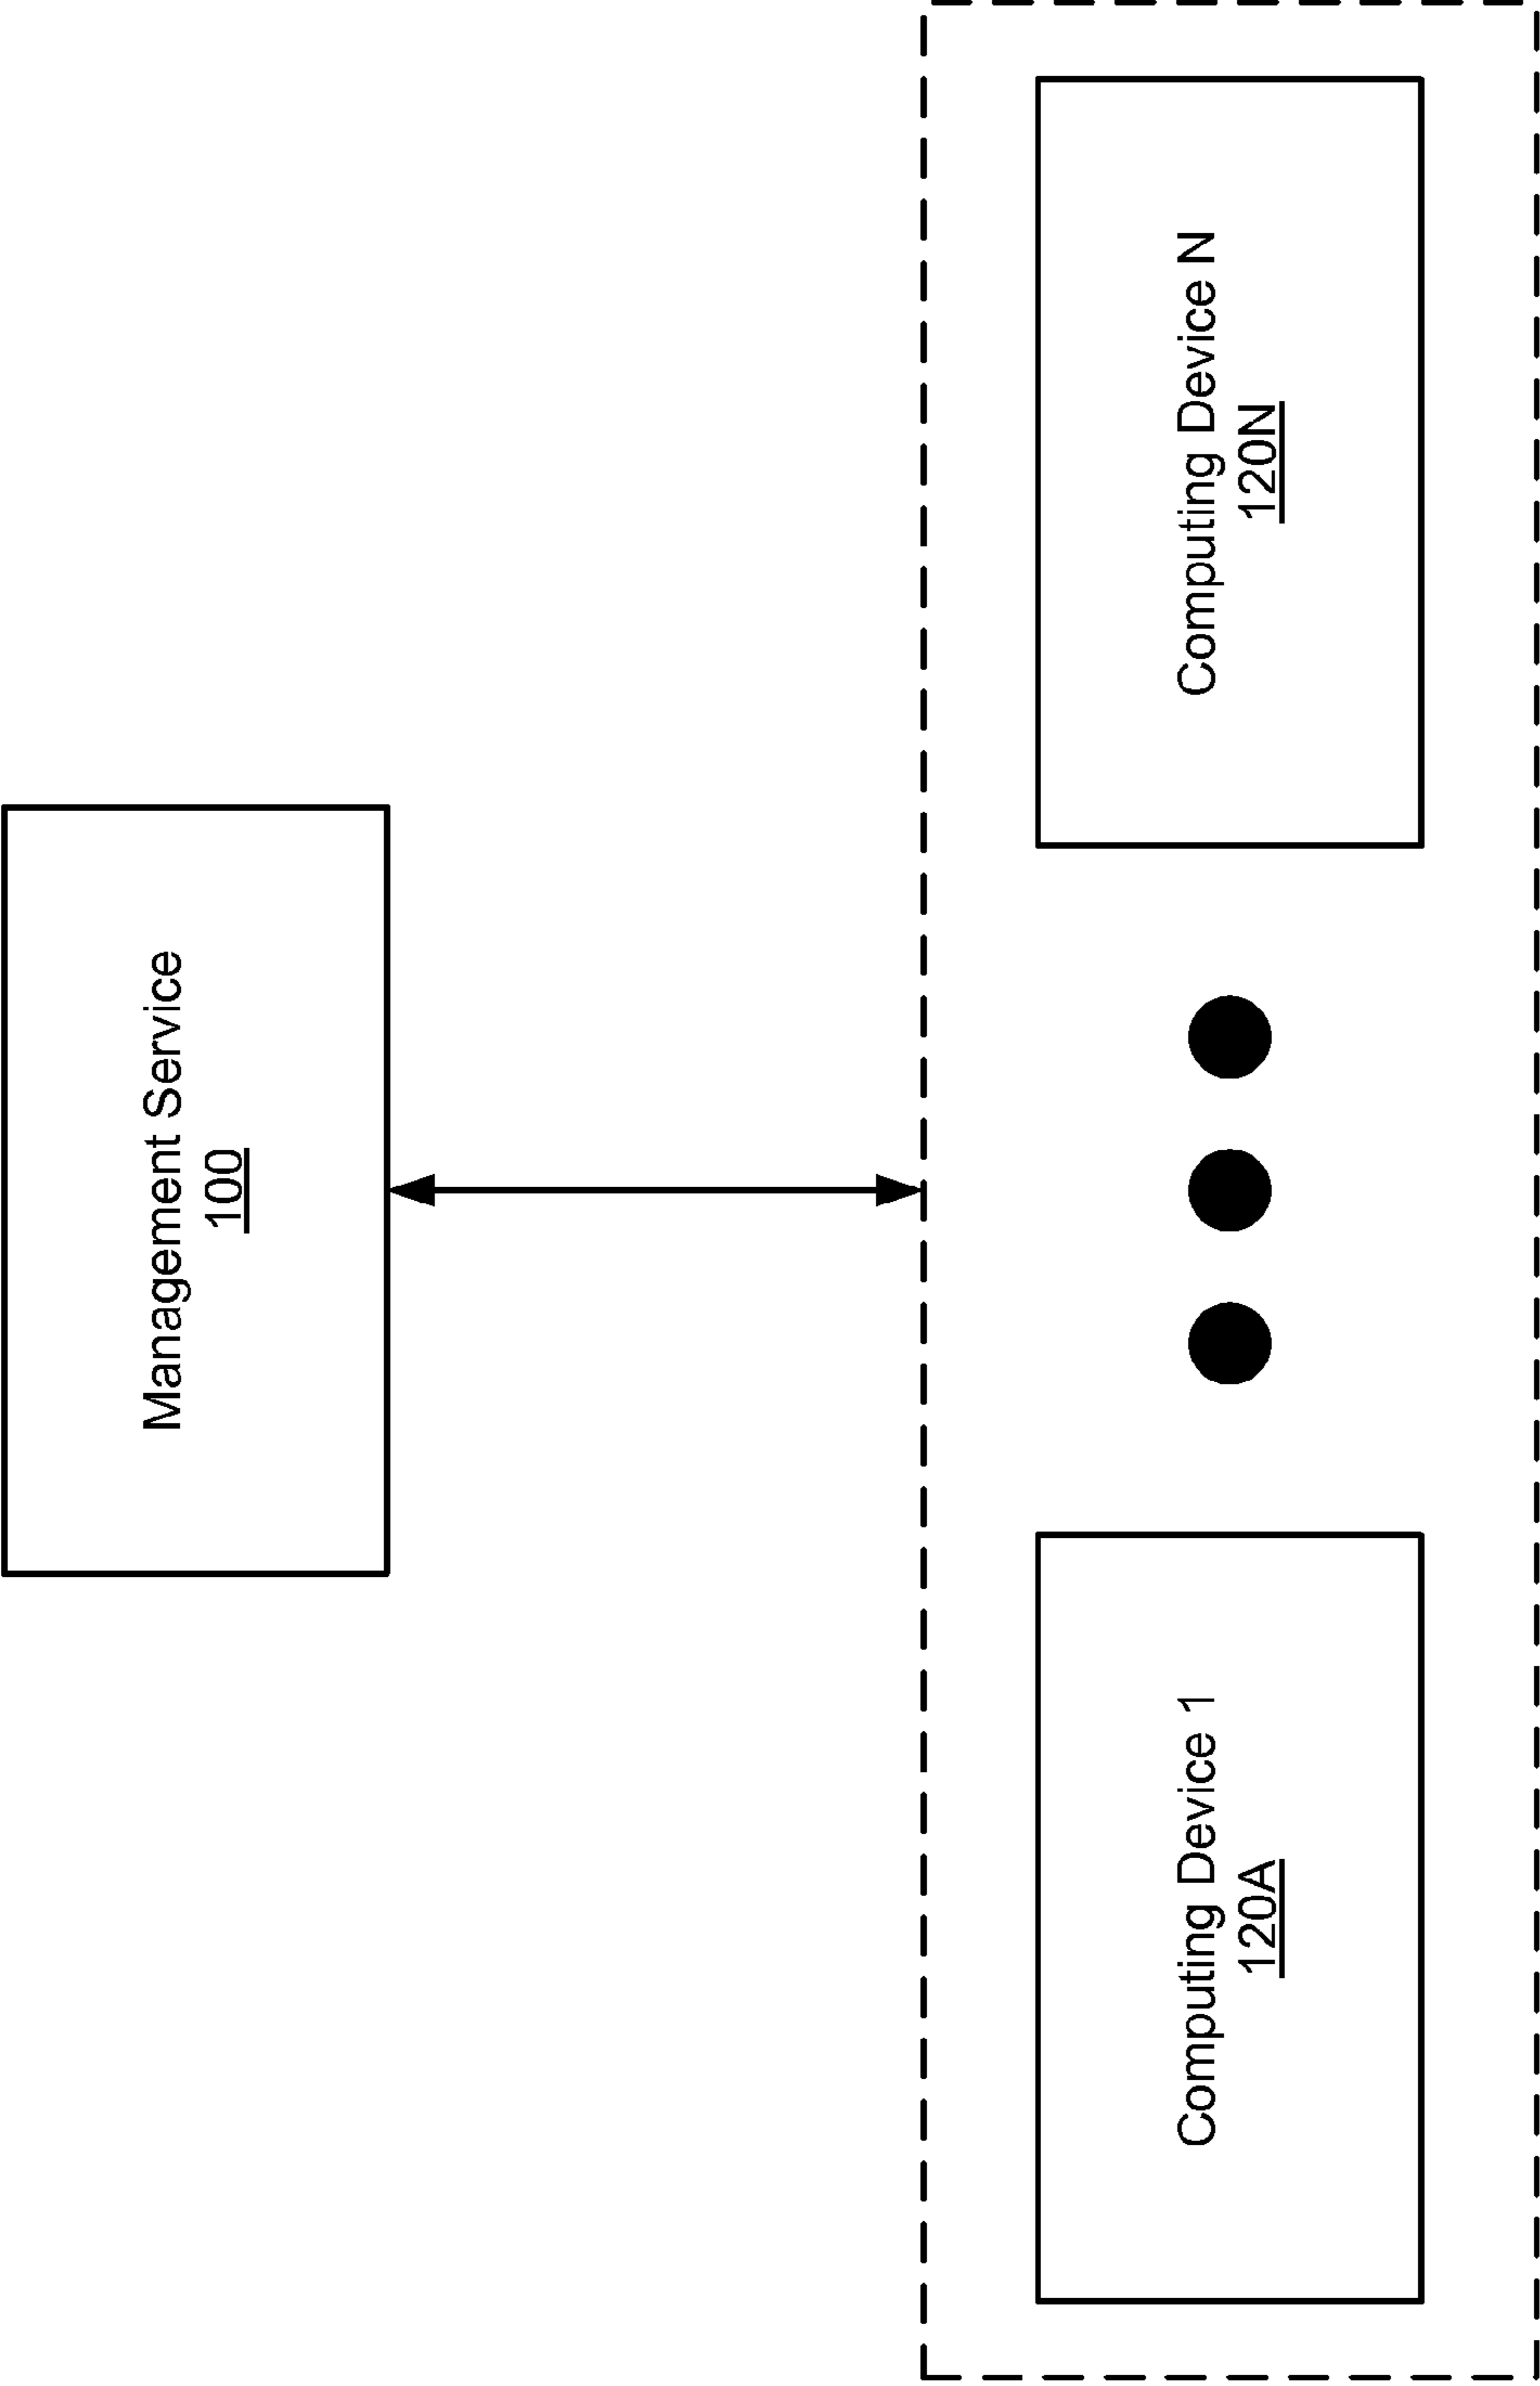 Management Service
100
Computing Device 1
120A
Computing Device N
120N